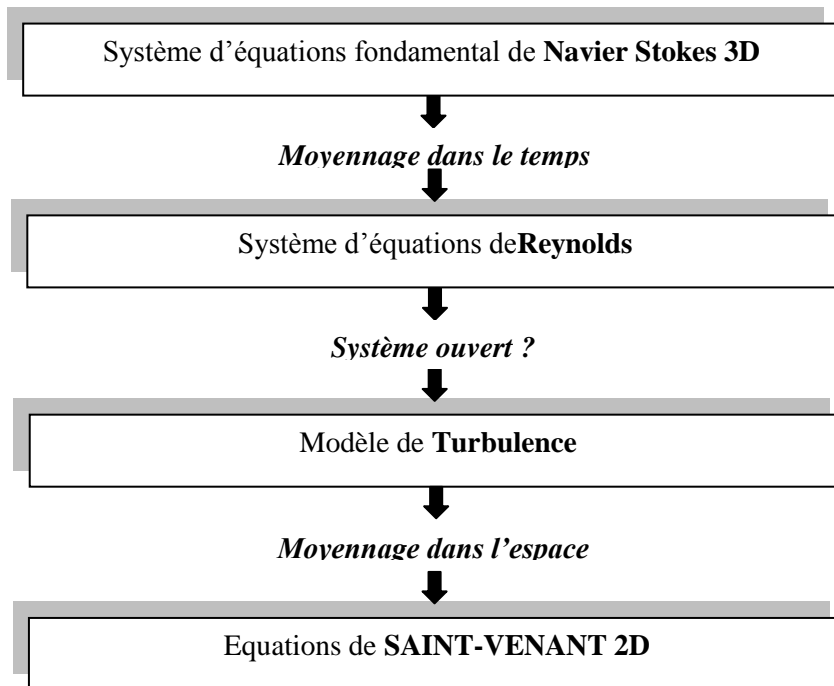 Système d’équations fondamental de Navier Stokes 3D
Moyennage dans le temps
Système d’équations deReynolds
Système ouvert ?
Modèle de Turbulence
Moyennage dans l’espace
Equations de SAINT-VENANT 2D